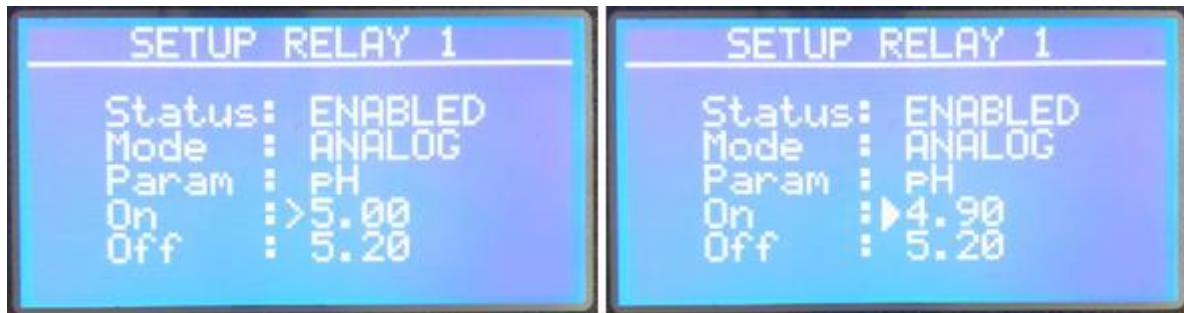 SETUP RELAY 1
Status: ENABLED
Mode : ANALOG
Param : pH
On :>5.00
Off : 5.20
SETUP RELAY 1
Status: ENABLED
Mode : ANALOG
Param : pH
On :▶4.90
Off : 5.20